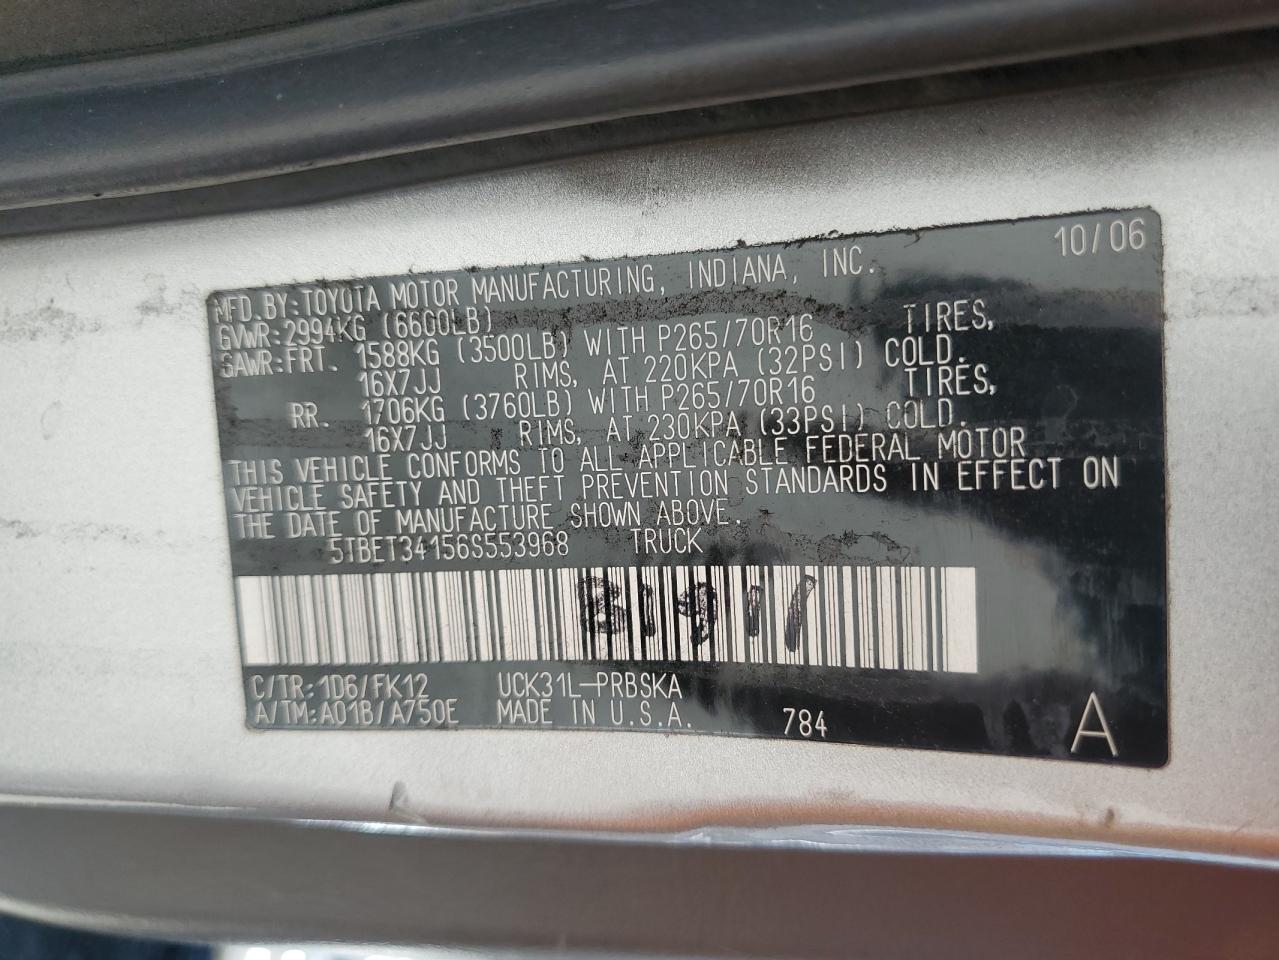 MFD.BY:TOYOTA MOTOR MANUFACTURING, INDIANA, INC. 10/06
GVWR:2994KG (6600LB)
GAWR:FRT. 1588KG (3500LB) WITH P265/70R16 TIRES,
16X7JJ RIMS, AT 220KPA (32PSI) COLD.
RR. 1706KG (3760LB) WITH P265/70R16 TIRES,
16X7JJ RIMS, AT 230KPA (33PSI) COLD.
THIS VEHICLE CONFORMS TO ALL APPLICABLE FEDERAL MOTOR
VEHICLE SAFETY AND THEFT PREVENTION STANDARDS IN EFFECT ON
THE DATE OF MANUFACTURE SHOWN ABOVE.
5TBET34156S553968 TRUCK
C/TR:1D6/FK12 UCK31L-PRBSKA
A/TM:A01B/A750E MADE IN U.S.A. 784 A